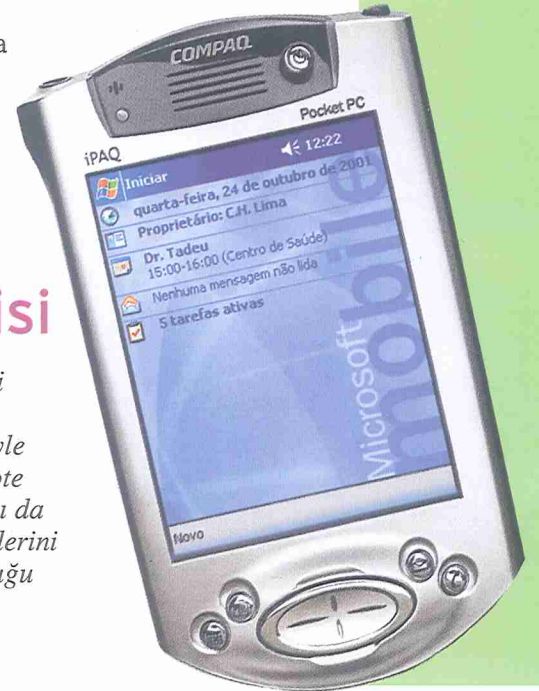 a
COMPAQ
iPAQ
Pocket PC
Iniciar
12:22
quarta-feira, 24 de outubro de 2001
Proprietário: C.H. Lima
Dr. Tadeu
15:00-16:00 (Centro de Saúde)
Nenhuma mensagem não lida
5 tarefas ativas
Microsoft
mobile
Novo
isi
i
yle
ote
ı da
lerini
uğu